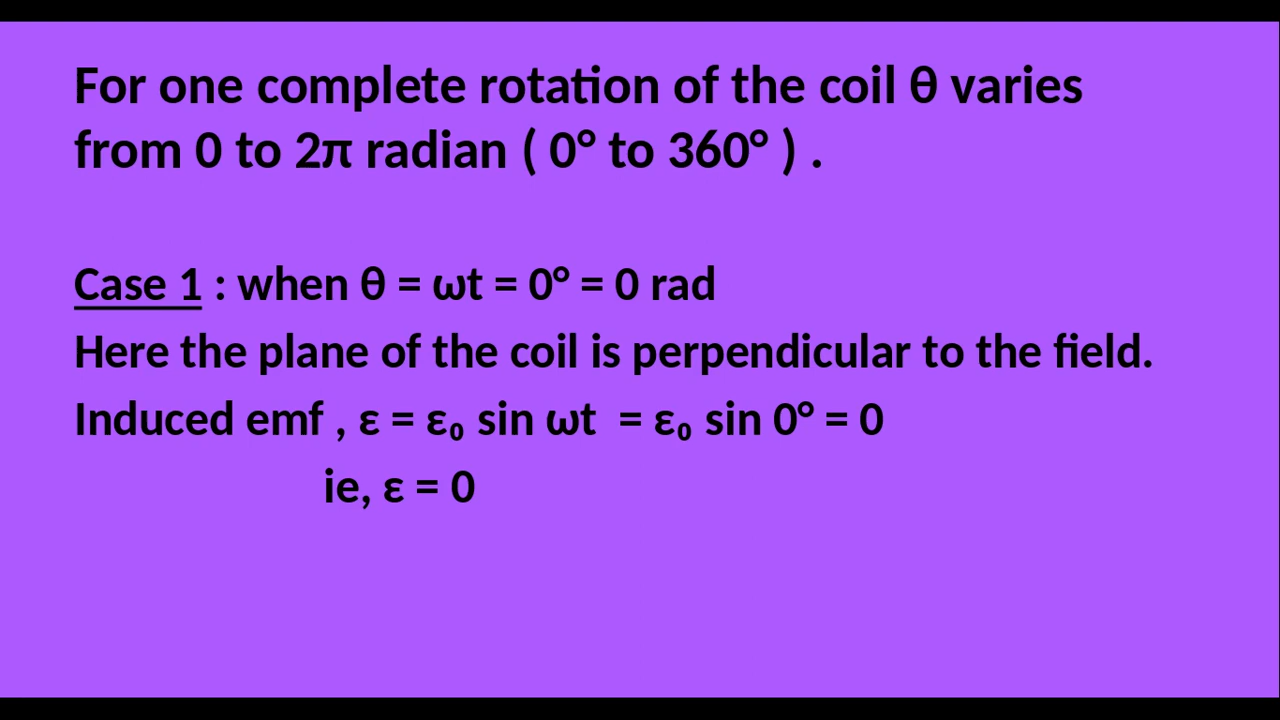 For one complete rotation of the coil θ varies
from 0 to 2π radian ( 0° to 360° ) .
Case 1 : when θ = ωt = 0° = 0 rad
Here the plane of the coil is perpendicular to the field.
Induced emf , ε = ε₀ sin ωt  = ε₀ sin 0° = 0
ie, ε = 0